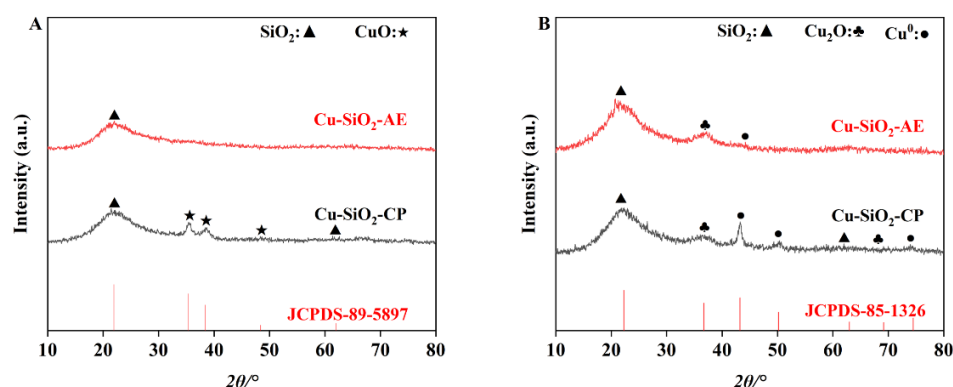 A
SiO₂:▲ CuO:★
Cu-SiO₂-AE
Cu-SiO₂-CP
JCPDS-89-5897
Intensity (a.u.)
10 20 30 40 50 60 70 80
2θ/°
B
SiO₂:▲ Cu₂O:♣ Cu⁰:●
Cu-SiO₂-AE
Cu-SiO₂-CP
JCPDS-85-1326
Intensity (a.u.)
10 20 30 40 50 60 70 80
2θ/°